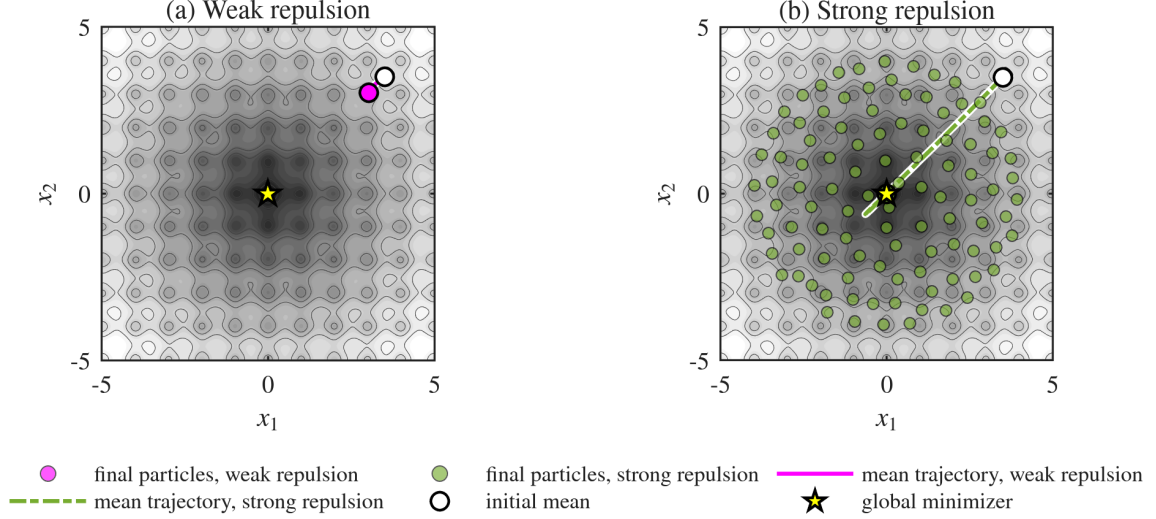 (a) Weak repulsion
(b) Strong repulsion
5
0
-5
x₂
-5 0 5
x₁
5
0
-5
x₂
-5 0 5
x₁
final particles, weak repulsion
final particles, strong repulsion
mean trajectory, weak repulsion
mean trajectory, strong repulsion
initial mean
global minimizer